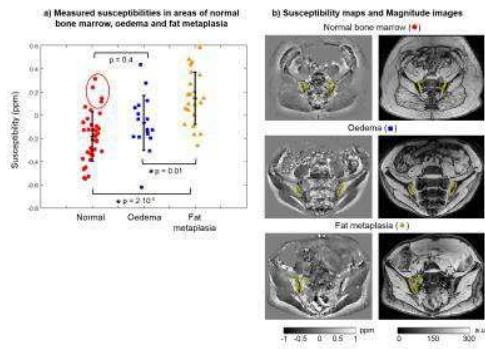 a) Measured susceptibilities in areas of normal
bone marrow, oedema and fat metaplasia
0.6
0.4
0.2
0
-0.2
-0.4
-0.6
-0.8
Susceptibility (ppm)
p = 0.4
p = 0.01
Normal
Oedema
Fat
metaplasia
b) Susceptibility maps and Magnitude images
Normal bone marrow (●)
Oedema (■)
Fat metaplasia (▲)
-1 -0.5 0 0.5 1 ppm
0 150 300 a.u